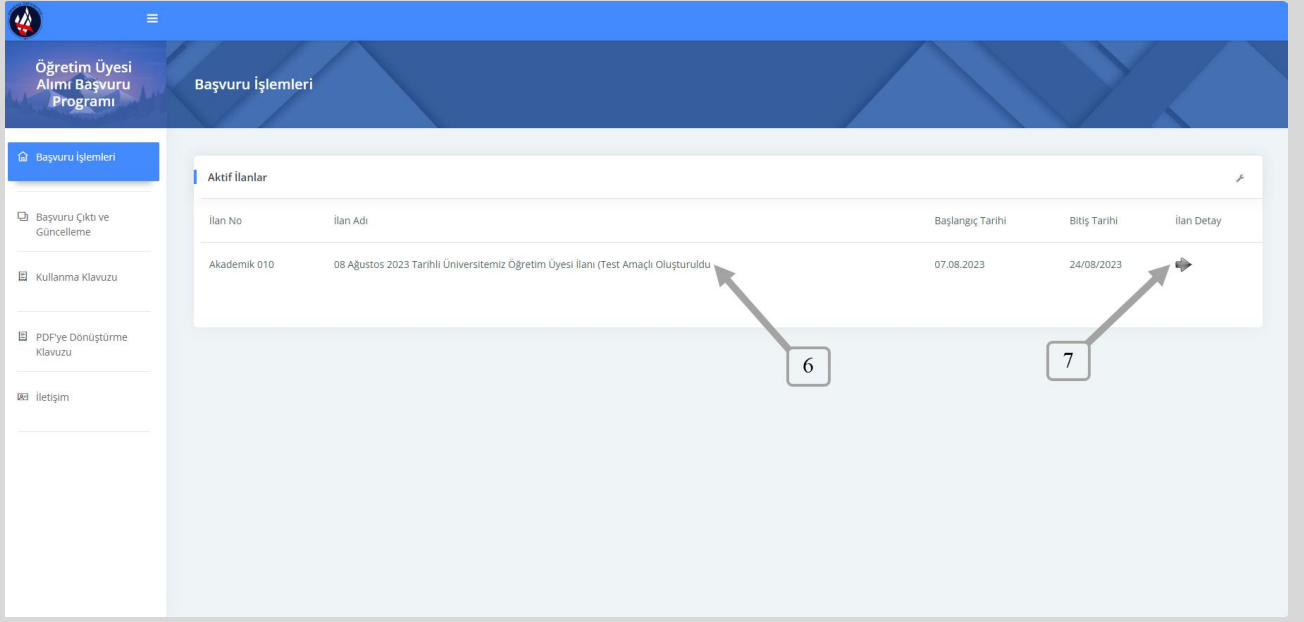 Öğretim Üyesi
Alımı Başvuru
Programı
Başvuru İşlemleri
Başvuru İşlemleri
Başvuru Çıktı ve
Güncelleme
Kullanma Klavuzu
PDF'ye Dönüştürme
Klavuzu
İletişim
Aktif İlanlar
İlan No İlan Adı Başlangıç Tarihi Bitiş Tarihi İlan Detay
Akademik 010 08 Ağustos 2023 Tarihli Üniversitemiz Öğretim Üyesi İlanı (Test Amaçlı Oluşturuldu 07.08.2023 24/08/2023
6
7